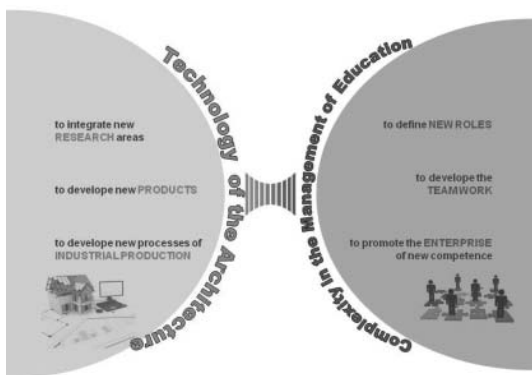 Technology of the Architecture
to integrate new
RESEARCH areas
to develope new PRODUCTS
to develope new processes of
INDUSTRIAL PRODUCTION
Complexity in the Management of Education
to define NEW ROLES
to develope the
TEAMWORK
to promote the ENTERPRISE
of new competence